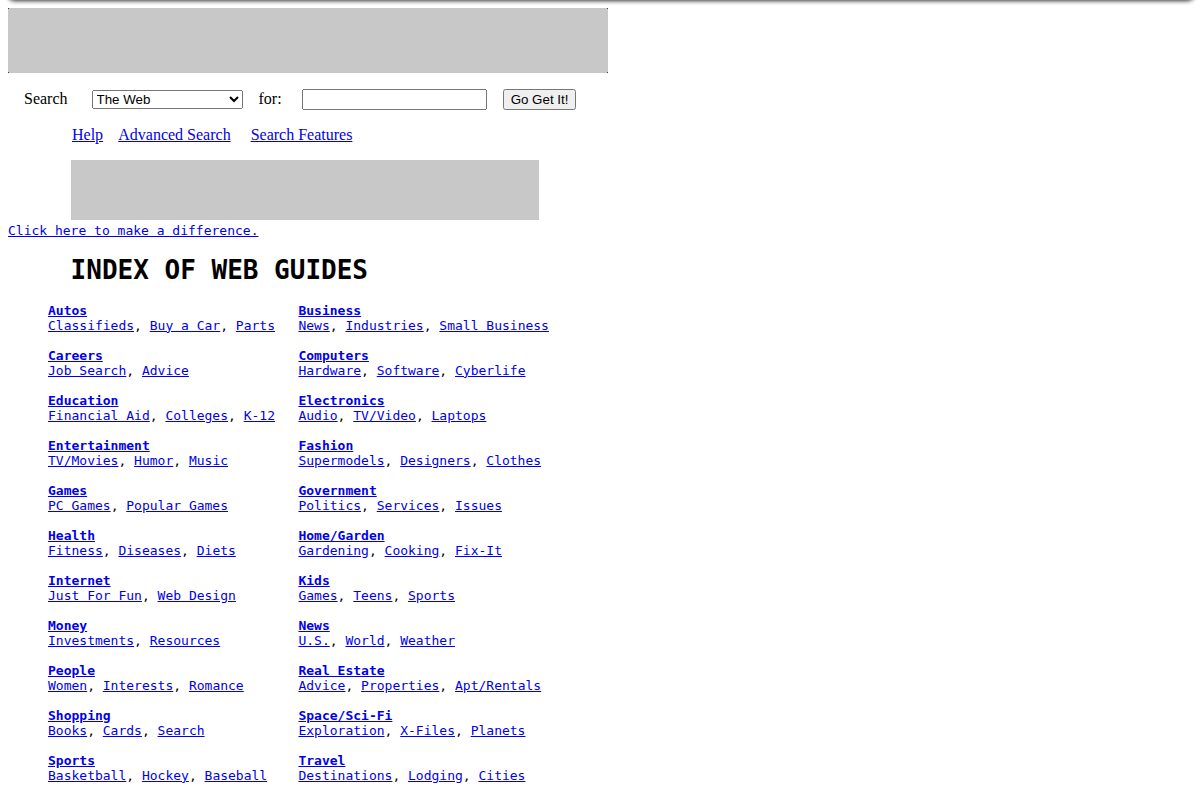 Search The Web for: Go Get It!
Help Advanced Search Search Features
Click here to make a difference.
INDEX OF WEB GUIDES
Autos Business
Classifieds, Buy a Car, Parts News, Industries, Small Business
Careers Computers
Job Search, Advice Hardware, Software, Cyberlife
Education Electronics
Financial Aid, Colleges, K-12 Audio, TV/Video, Laptops
Entertainment Fashion
TV/Movies, Humor, Music Supermodels, Designers, Clothes
Games Government
PC Games, Popular Games Politics, Services, Issues
Health Home/Garden
Fitness, Diseases, Diets Gardening, Cooking, Fix-It
Internet Kids
Just For Fun, Web Design Games, Teens, Sports
Money News
Investments, Resources U.S., World, Weather
People Real Estate
Women, Interests, Romance Advice, Properties, Apt/Rentals
Shopping Space/Sci-Fi
Books, Cards, Search Exploration, X-Files, Planets
Sports Travel
Basketball, Hockey, Baseball Destinations, Lodging, Cities